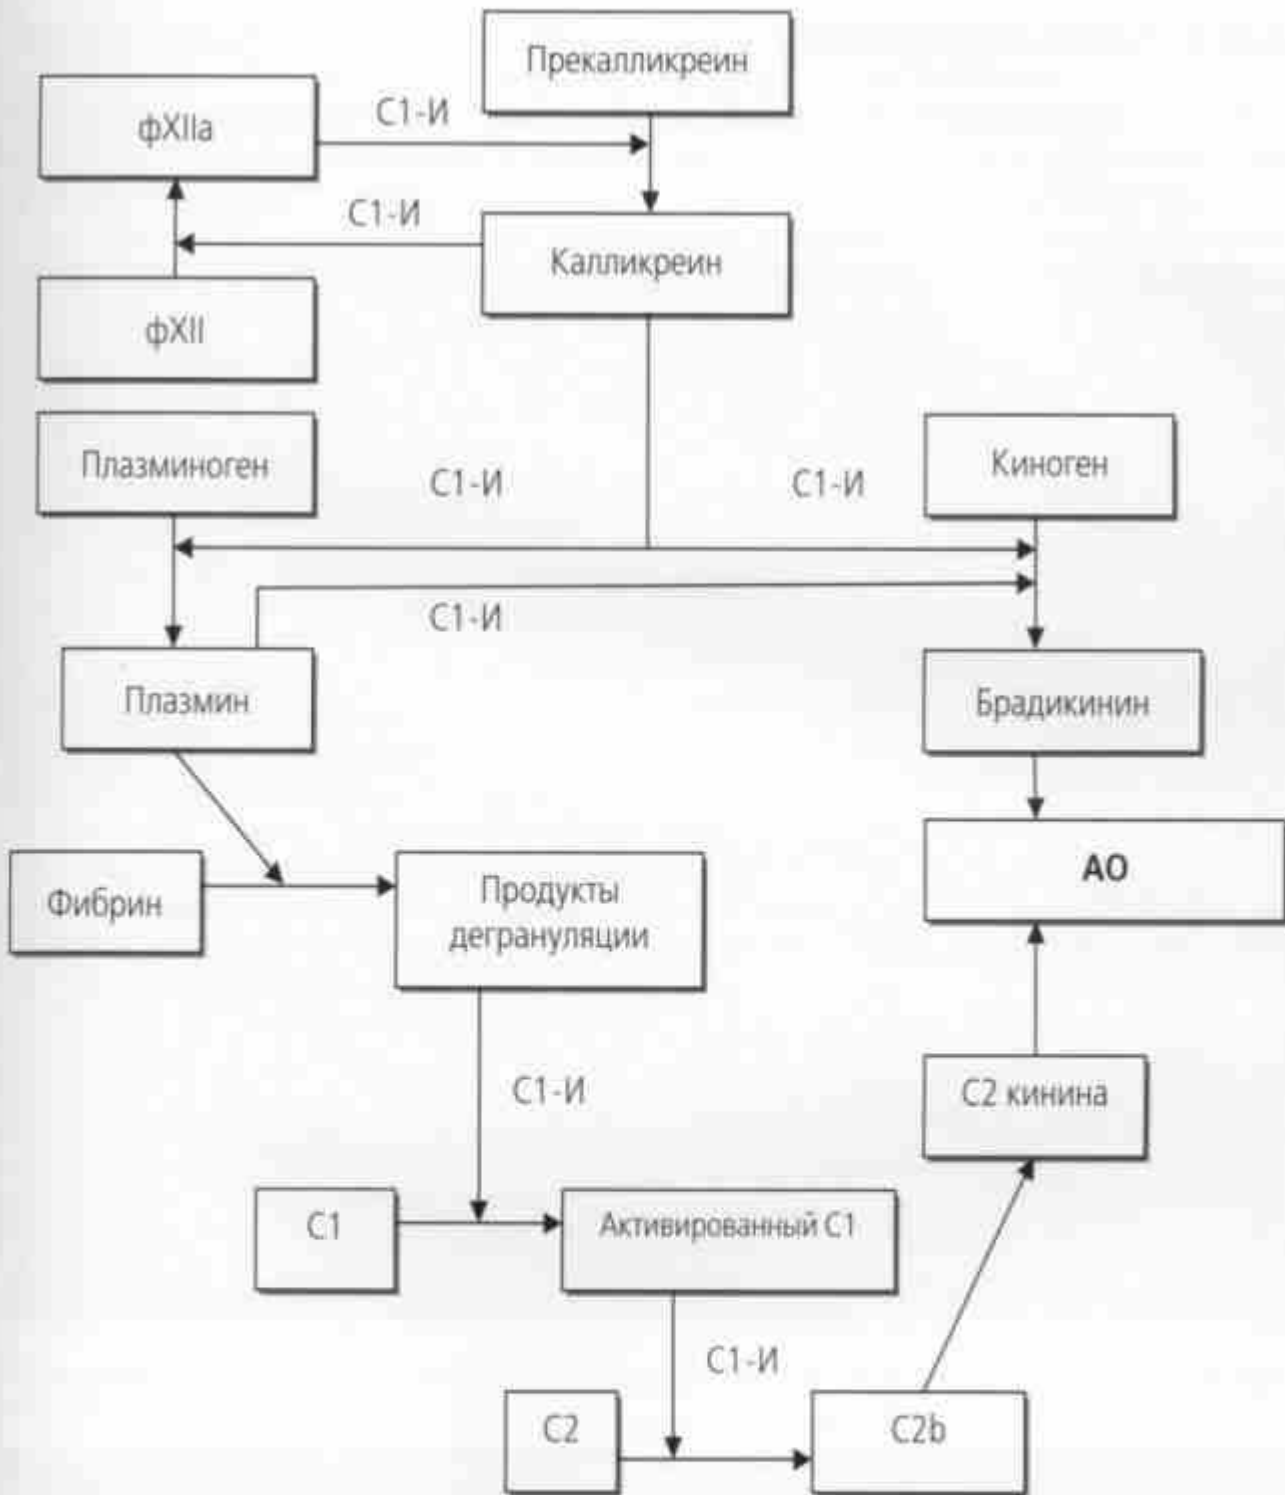 Прекалликреин
фXIIа
С1-И
С1-И
Калликреин
фXII
Плазминоген
С1-И
С1-И
Киноген
С1-И
Плазмин
Брадикинин
АО
Фибрин
Продукты
дегрануляции
С2 кинина
С1-И
С1
Активированный С1
С1-И
С2
С2b